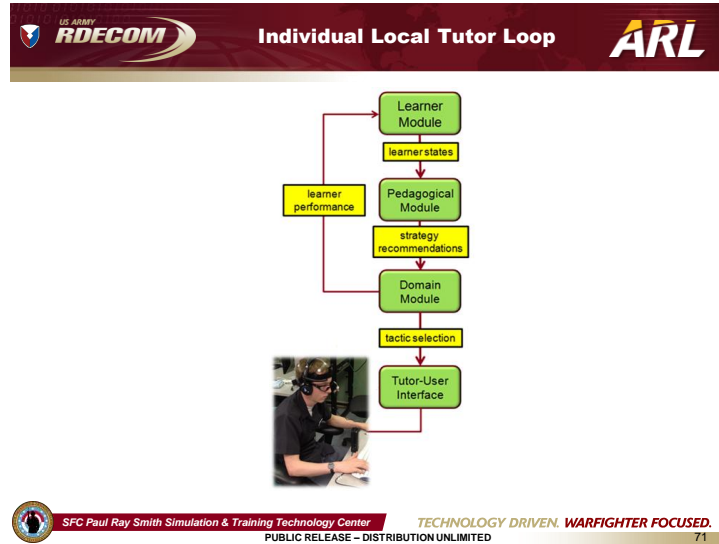 US ARMY
RDECOM
Individual Local Tutor Loop
ARL
Learner
Module
learner states
learner
performance
Pedagogical
Module
strategy
recommendations
Domain
Module
tactic selection
Tutor-User
Interface
SFC Paul Ray Smith Simulation & Training Technology Center
TECHNOLOGY DRIVEN. WARFIGHTER FOCUSED.
PUBLIC RELEASE – DISTRIBUTION UNLIMITED
71